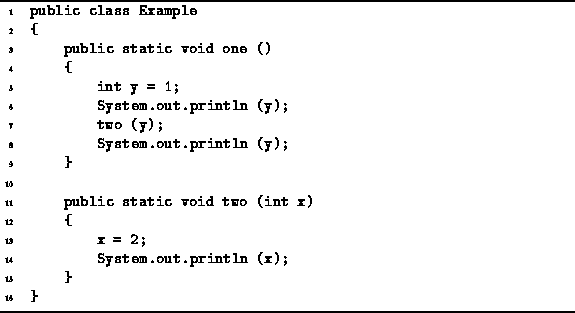 1 public class Example
2 {
3 public static void one ()
4 {
5 int y = 1;
6 System.out.println (y);
7 two (y);
8 System.out.println (y);
9 }
10
11 public static void two (int x)
12 {
13 x = 2;
14 System.out.println (x);
15 }
16 }